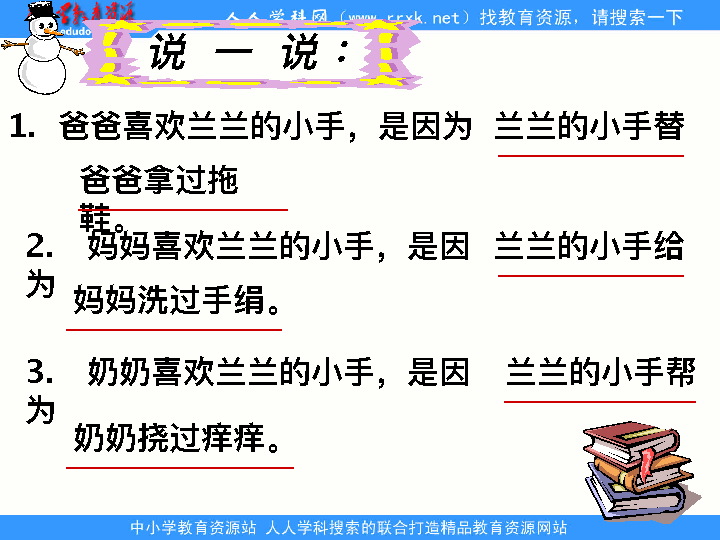 人人学科网（www.rrxk.net）找教育资源，请搜索一下
说 一 说：
1. 爸爸喜欢兰兰的小手，是因为 兰兰的小手替
爸爸拿过拖
鞋。
2. 妈妈喜欢兰兰的小手，是因 兰兰的小手给
为
妈妈洗过手绢。
3. 奶奶喜欢兰兰的小手，是因 兰兰的小手帮
为
奶奶挠过痒痒。
中小学教育资源站 人人学科搜索的联合打造精品教育资源网站